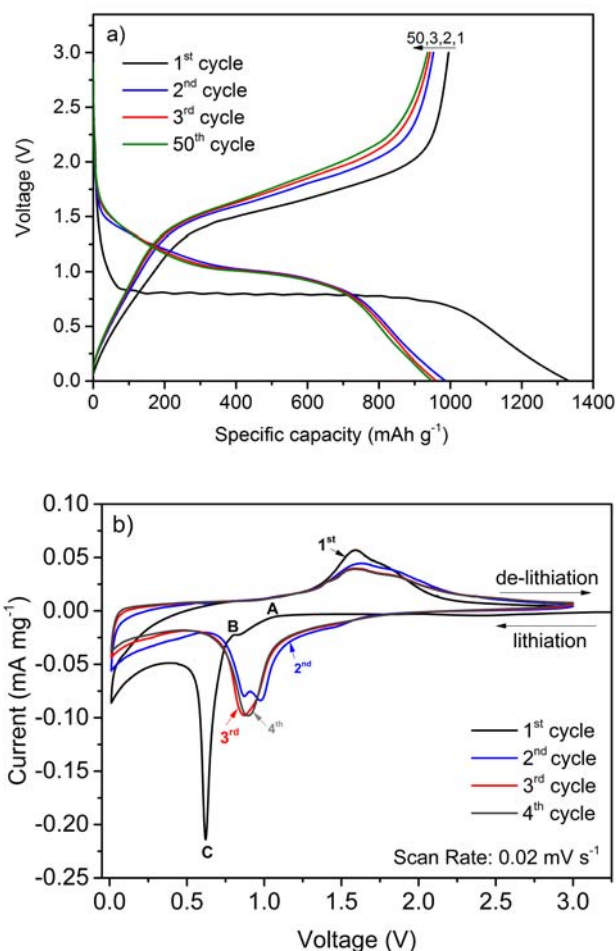 a)
50,3,2,1
1st cycle
2nd cycle
3rd cycle
50th cycle
Voltage (V)
3.0
2.5
2.0
1.5
1.0
0.5
0.0
0 200 400 600 800 1000 1200 1400
Specific capacity (mAh g-1)
b)
1st
de-lithiation
lithiation
A
B
2nd
3rd
4th
C
1st cycle
2nd cycle
3rd cycle
4th cycle
Scan Rate: 0.02 mV s-1
Current (mA mg-1)
0.10
0.05
0.00
-0.05
-0.10
-0.15
-0.20
-0.25
0.0 0.5 1.0 1.5 2.0 2.5 3.0
Voltage (V)